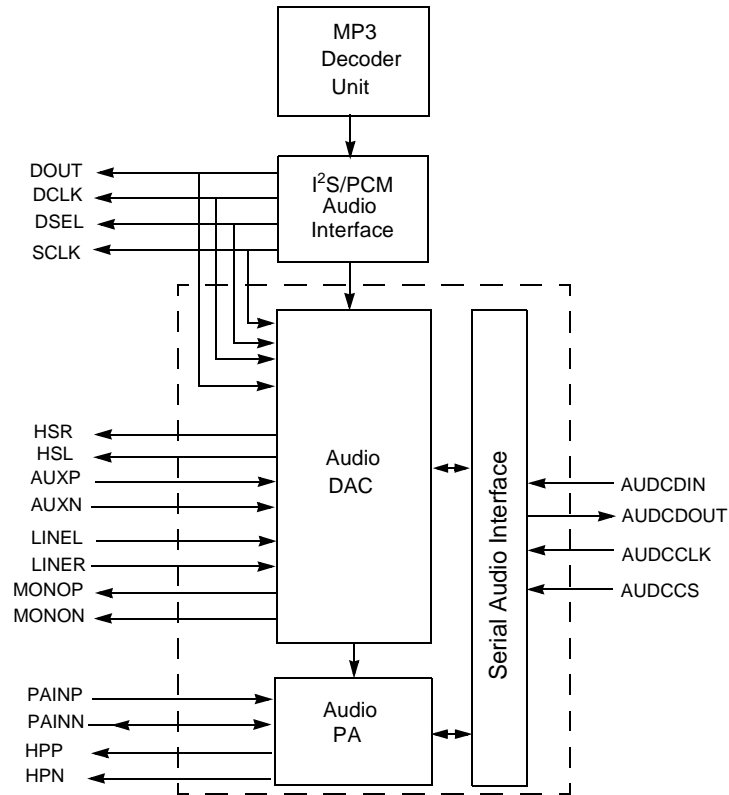 MP3
Decoder
Unit
I²S/PCM
Audio
Interface
DOUT
DCLK
DSEL
SCLK
HSR
HSL
AUXP
AUXN
LINEL
LINER
MONOP
MONON
Audio
DAC
Serial Audio Interface
AUDCDIN
AUDCDOUT
AUDCCLK
AUDCCS
PAINP
PAINN
HPP
HPN
Audio
PA